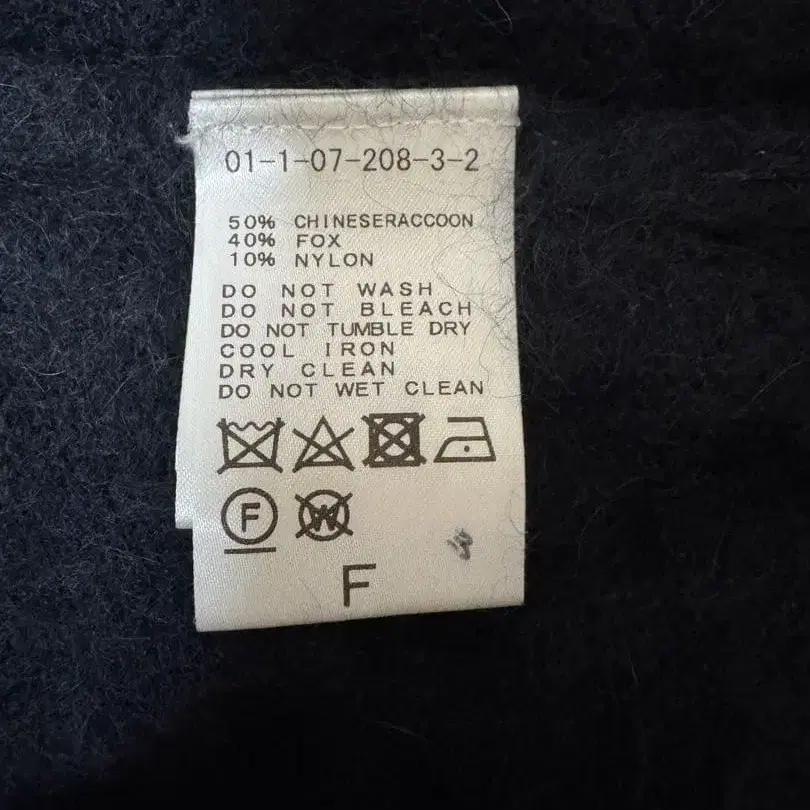 01-1-07-208-3-2
50% CHINESERACCOON
40% FOX
10% NYLON
DO NOT WASH
DO NOT BLEACH
DO NOT TUMBLE DRY
COOL IRON
DRY CLEAN
DO NOT WET CLEAN
F W
F